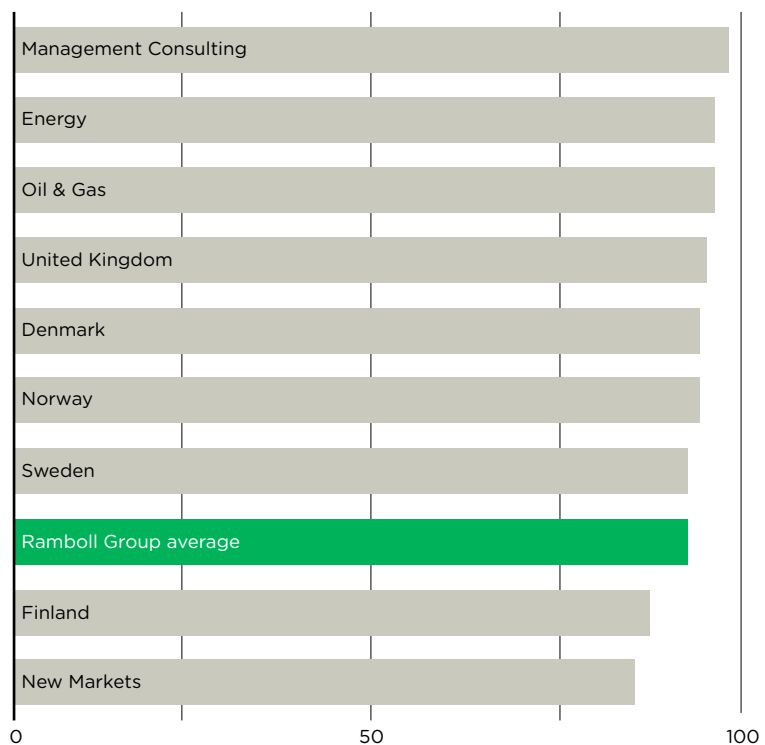 Management Consulting
Energy
Oil & Gas
United Kingdom
Denmark
Norway
Sweden
Ramboll Group average
Finland
New Markets
0 50 100